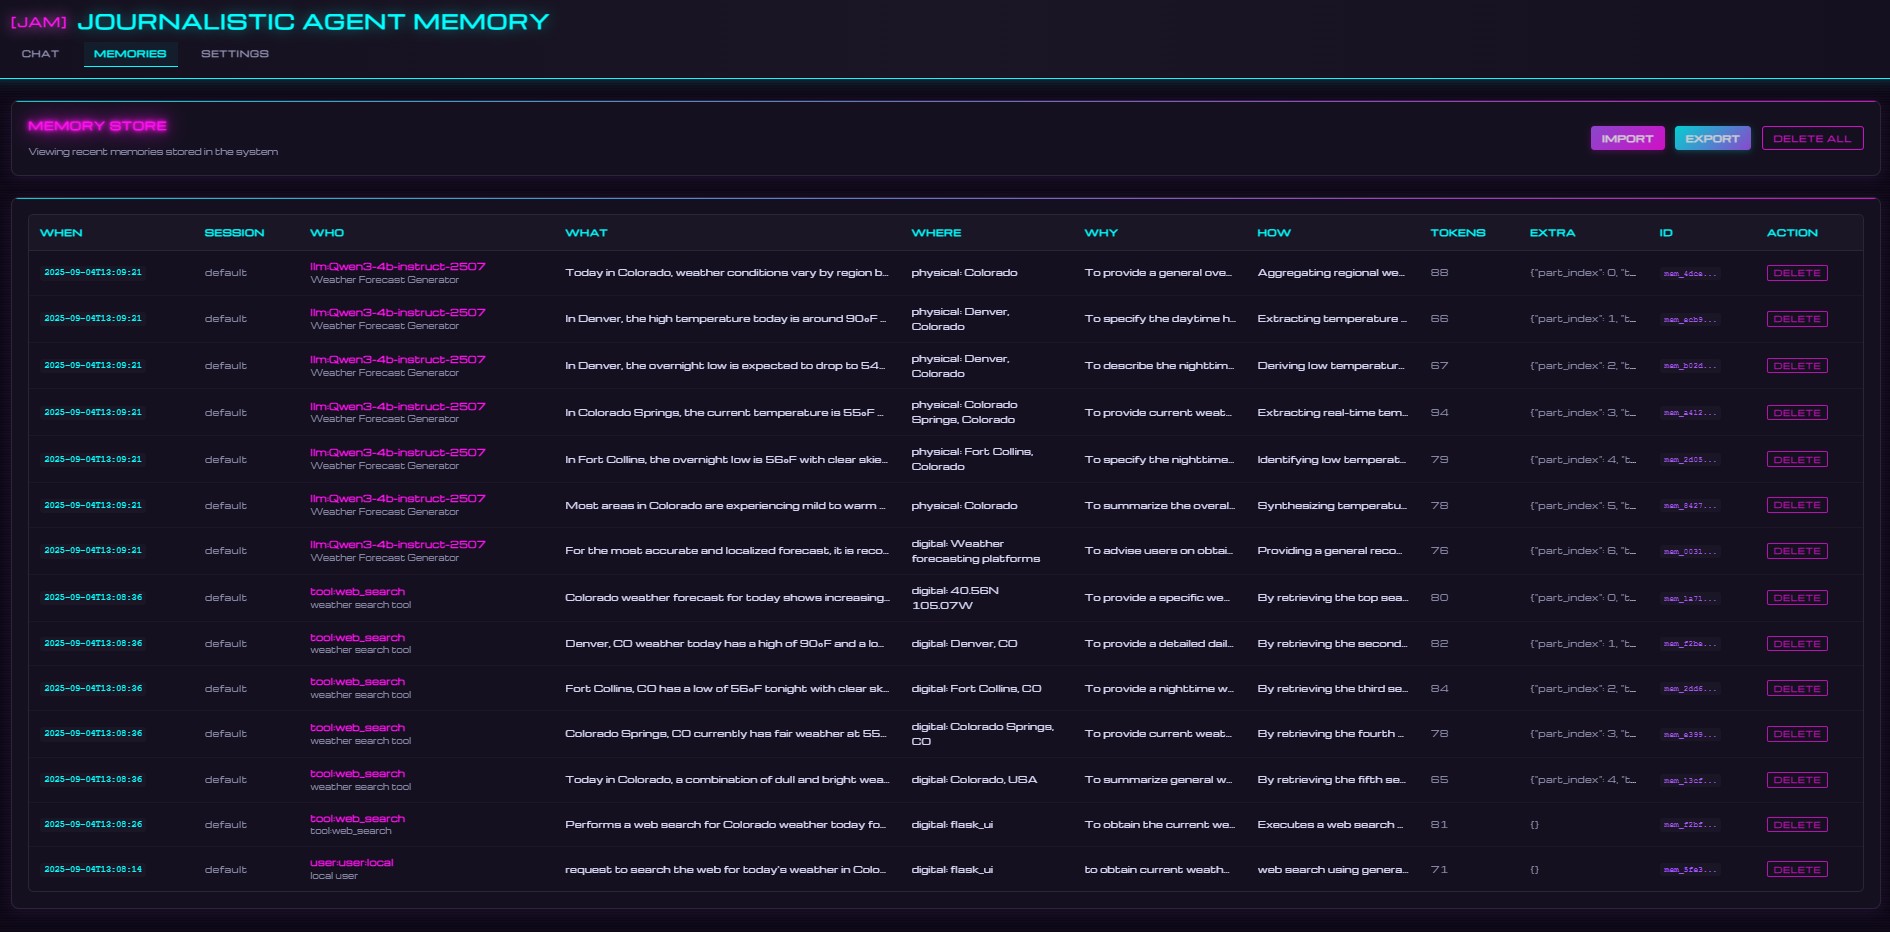 [JAM] JOURNALISTIC AGENT MEMORY
CHAT MEMORIES SETTINGS
MEMORY STORE
Viewing recent memories stored in the system
IMPORT EXPORT DELETE ALL
WHEN SESSION WHO WHAT WHERE WHY HOW TOKENS EXTRA ID ACTION
2025-09-04T13:09:21 default llm:Qwen3-4b-instruct-2507 Weather Forecast Generator Today in Colorado, weather conditions vary by region b... physical: Colorado To provide a general ove... Aggregating regional we... 88 {"part_index": 0, "t... mem_4dce... DELETE
2025-09-04T13:09:21 default llm:Qwen3-4b-instruct-2507 Weather Forecast Generator In Denver, the high temperature today is around 90°F ... physical: Denver, Colorado To specify the daytime h... Extracting temperature ... 66 {"part_index": 1, "t... mem_ecb9... DELETE
2025-09-04T13:09:21 default llm:Qwen3-4b-instruct-2507 Weather Forecast Generator In Denver, the overnight low is expected to drop to 54... physical: Denver, Colorado To describe the nighttim... Deriving low temperatur... 67 {"part_index": 2, "t... mem_b02d... DELETE
2025-09-04T13:09:21 default llm:Qwen3-4b-instruct-2507 Weather Forecast Generator In Colorado Springs, the current temperature is 55°F ... physical: Colorado Springs, Colorado To provide current weat... Extracting real-time tem... 94 {"part_index": 3, "t... mem_a412... DELETE
2025-09-04T13:09:21 default llm:Qwen3-4b-instruct-2507 Weather Forecast Generator In Fort Collins, the overnight low is 56°F with clear skie... physical: Fort Collins, Colorado To specify the nighttime... Identifying low temperat... 79 {"part_index": 4, "t... mem_2d05... DELETE
2025-09-04T13:09:21 default llm:Qwen3-4b-instruct-2507 Weather Forecast Generator Most areas in Colorado are experiencing mild to warm ... physical: Colorado To summarize the overal... Synthesizing temperatu... 78 {"part_index": 5, "t... mem_8427... DELETE
2025-09-04T13:09:21 default llm:Qwen3-4b-instruct-2507 Weather Forecast Generator For the most accurate and localized forecast, it is reco... digital: Weather forecasting platforms To advise users on obtai... Providing a general reco... 76 {"part_index": 6, "t... mem_0031... DELETE
2025-09-04T13:08:36 default tool:web_search weather search tool Colorado weather forecast for today shows increasing... digital: 40.56N 105.07W To provide a specific we... By retrieving the top sea... 80 {"part_index": 0, "t... mem_1a71... DELETE
2025-09-04T13:08:36 default tool:web_search weather search tool Denver, CO weather today has a high of 90°F and a lo... digital: Denver, CO To provide a detailed dail... By retrieving the second... 82 {"part_index": 1, "t... mem_f2be... DELETE
2025-09-04T13:08:36 default tool:web_search weather search tool Fort Collins, CO has a low of 56°F tonight with clear sk... digital: Fort Collins, CO To provide a nighttime w... By retrieving the third se... 84 {"part_index": 2, "t... mem_2dd6... DELETE
2025-09-04T13:08:36 default tool:web_search weather search tool Colorado Springs, CO currently has fair weather at 55... digital: Colorado Springs, CO To provide current weat... By retrieving the fourth ... 78 {"part_index": 3, "t... mem_e399... DELETE
2025-09-04T13:08:36 default tool:web_search weather search tool Today in Colorado, a combination of dull and bright wea... digital: Colorado, USA To summarize general w... By retrieving the fifth se... 65 {"part_index": 4, "t... mem_13cf... DELETE
2025-09-04T13:08:26 default tool:web_search tool:web_search Performs a web search for Colorado weather today fo... digital: flask_ui To obtain the current we... Executes a web search ... 81 {} mem_f2bf... DELETE
2025-09-04T13:08:14 default user:user:local local user request to search the web for today's weather in Colo... digital: flask_ui to obtain current weath... web search using genera... 71 {} mem_5fe3... DELETE